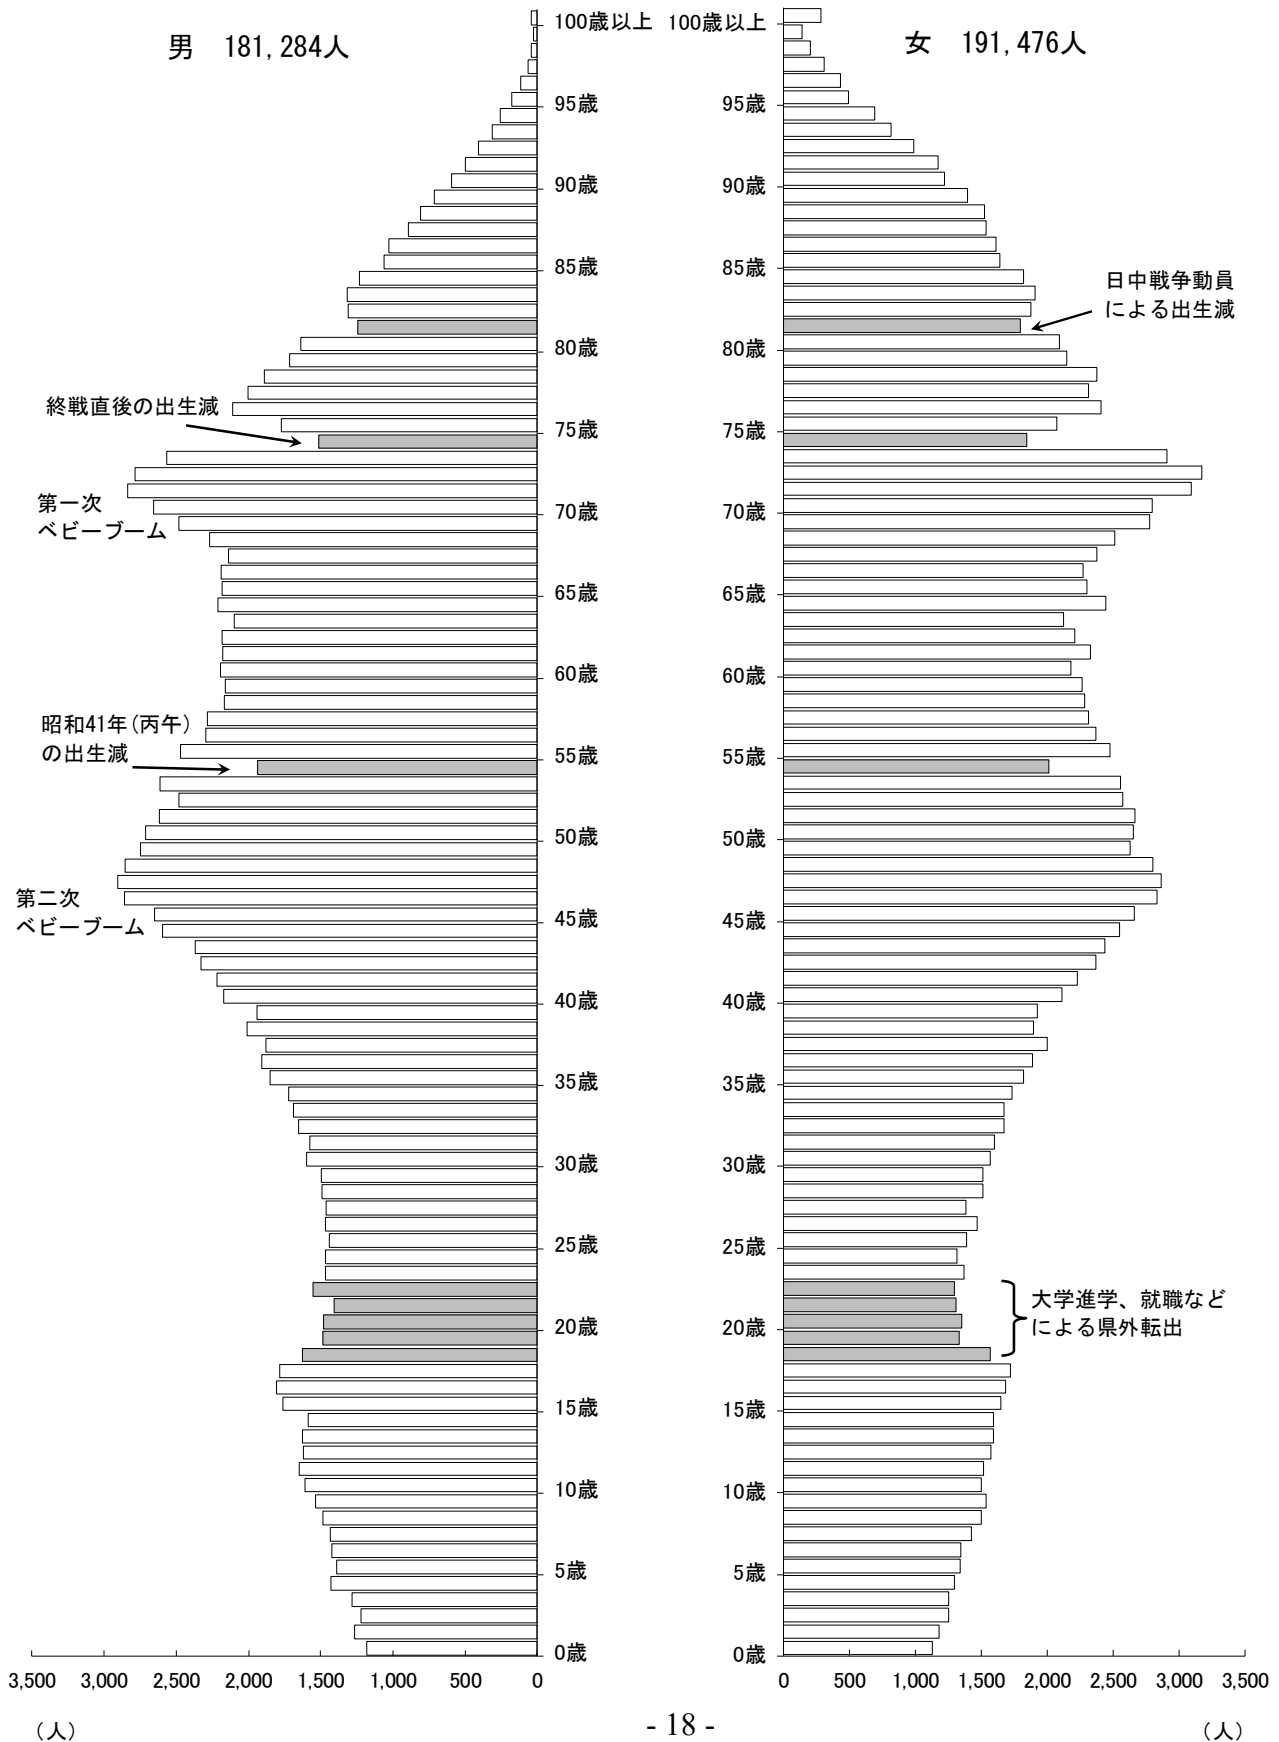 男　181,284人
女　191,476人
100歳以上
100歳以上
95歳
95歳
90歳
90歳
85歳
85歳
日中戦争動員
による出生減
80歳
80歳
終戦直後の出生減
75歳
75歳
第一次
ベビーブーム
70歳
70歳
65歳
65歳
60歳
60歳
昭和41年(丙午)
の出生減
55歳
55歳
50歳
50歳
第二次
ベビーブーム
45歳
45歳
40歳
40歳
35歳
35歳
30歳
30歳
25歳
25歳
大学進学、就職など
による県外転出
20歳
20歳
15歳
15歳
10歳
10歳
5歳
5歳
0歳
0歳
3,500 3,000 2,500 2,000 1,500 1,000 500 0
0 500 1,000 1,500 2,000 2,500 3,000 3,500
（人）
- 18 -
（人）